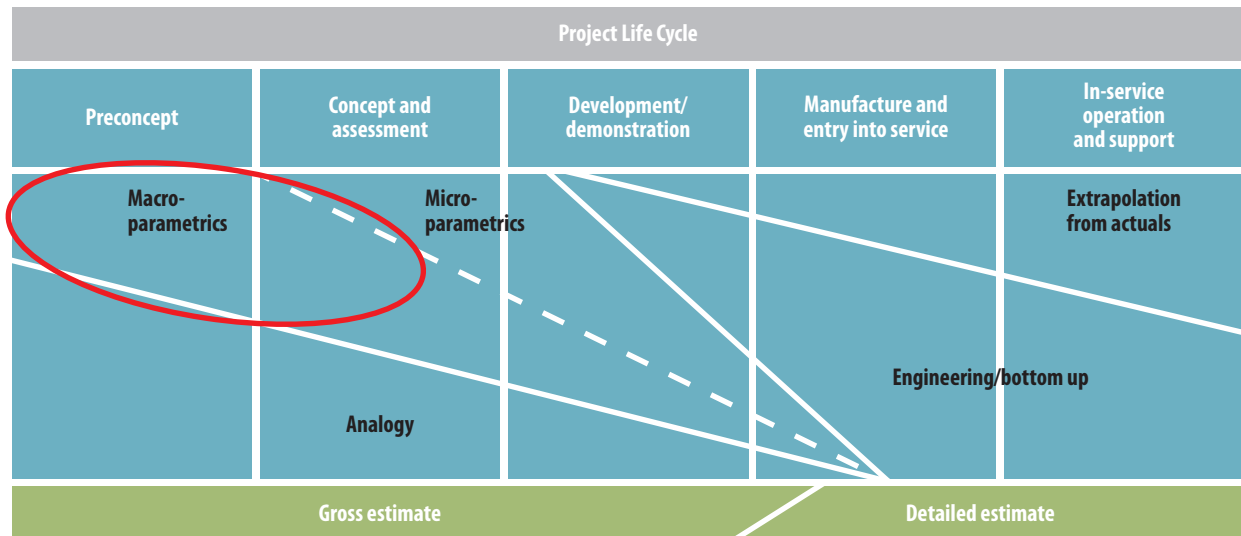 Project Life Cycle
Preconcept
Concept and
assessment
Development/
demonstration
Manufacture and
entry into service
In-service
operation
and support
Macro-
parametrics
Micro-
parametrics
Extrapolation
from actuals
Engineering/bottom up
Analogy
Gross estimate
Detailed estimate